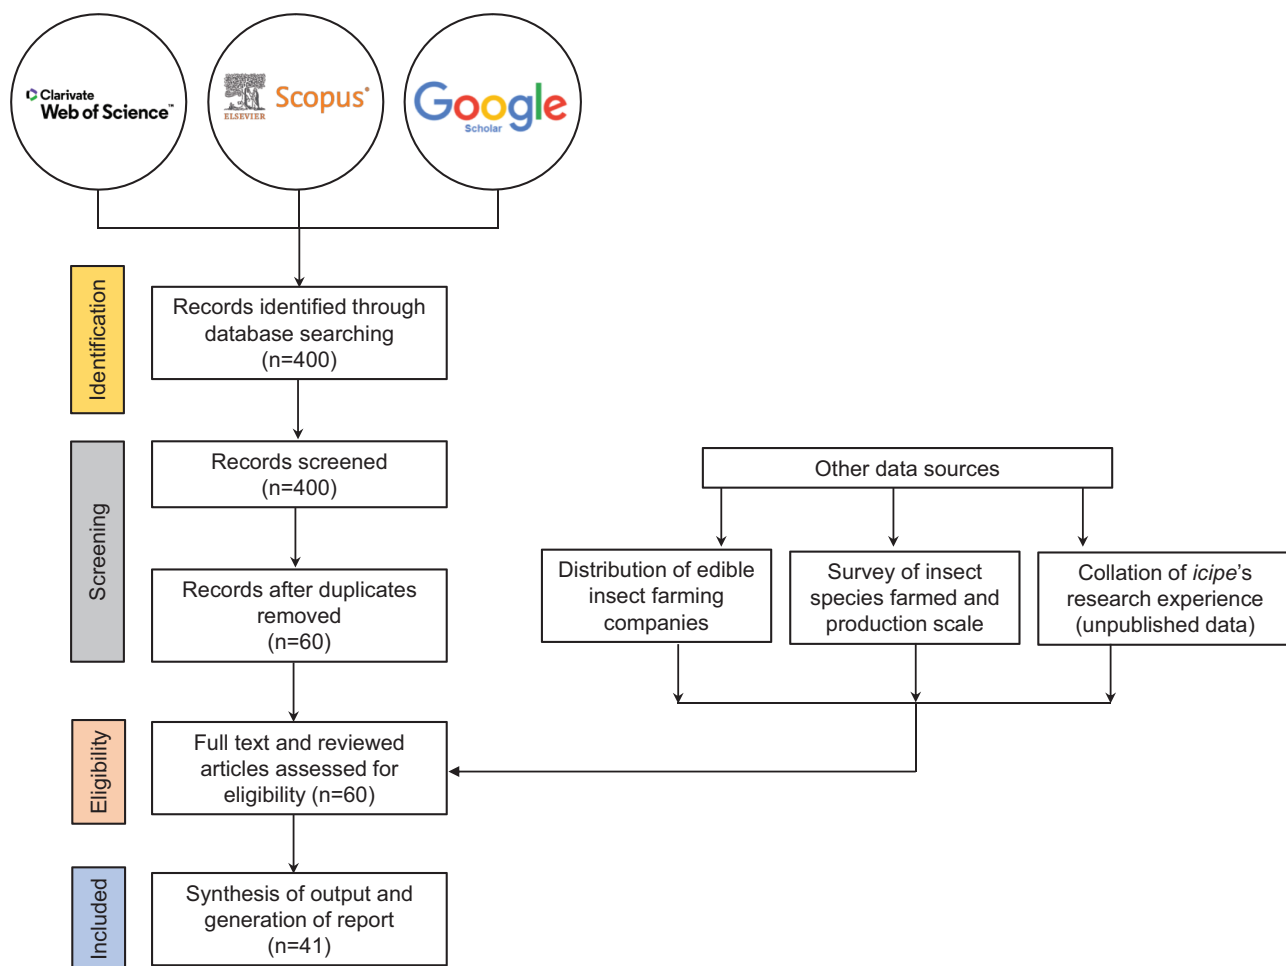 Clarivate
Web of Science™
ELSEVIER
Scopus®
Google
Scholar
Identification
Records identified through
database searching
(n=400)
Screening
Records screened
(n=400)
Records after duplicates
removed
(n=60)
Other data sources
Distribution of edible
insect farming
companies
Survey of insect
species farmed and
production scale
Collation of icipe's
research experience
(unpublished data)
Eligibility
Full text and reviewed
articles assessed for
eligibility (n=60)
Included
Synthesis of output and
generation of report
(n=41)